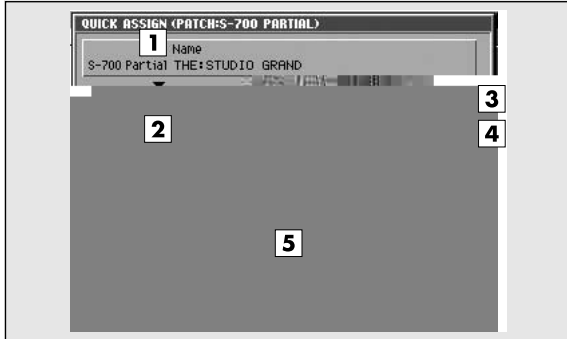 QUICK ASSIGN (PATCH:S-700 PARTIAL)
1
Name
S-700 Partial THE:STUDIO GRAND
3
2
4
5